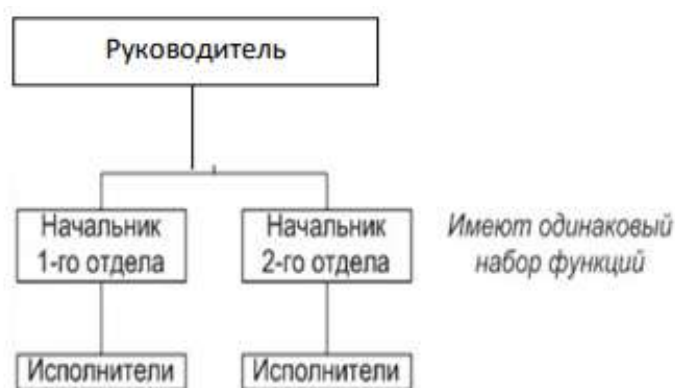 Руководитель
Начальник
1-го отдела
Начальник
2-го отдела
Имеют одинаковый
набор функций
Исполнители
Исполнители